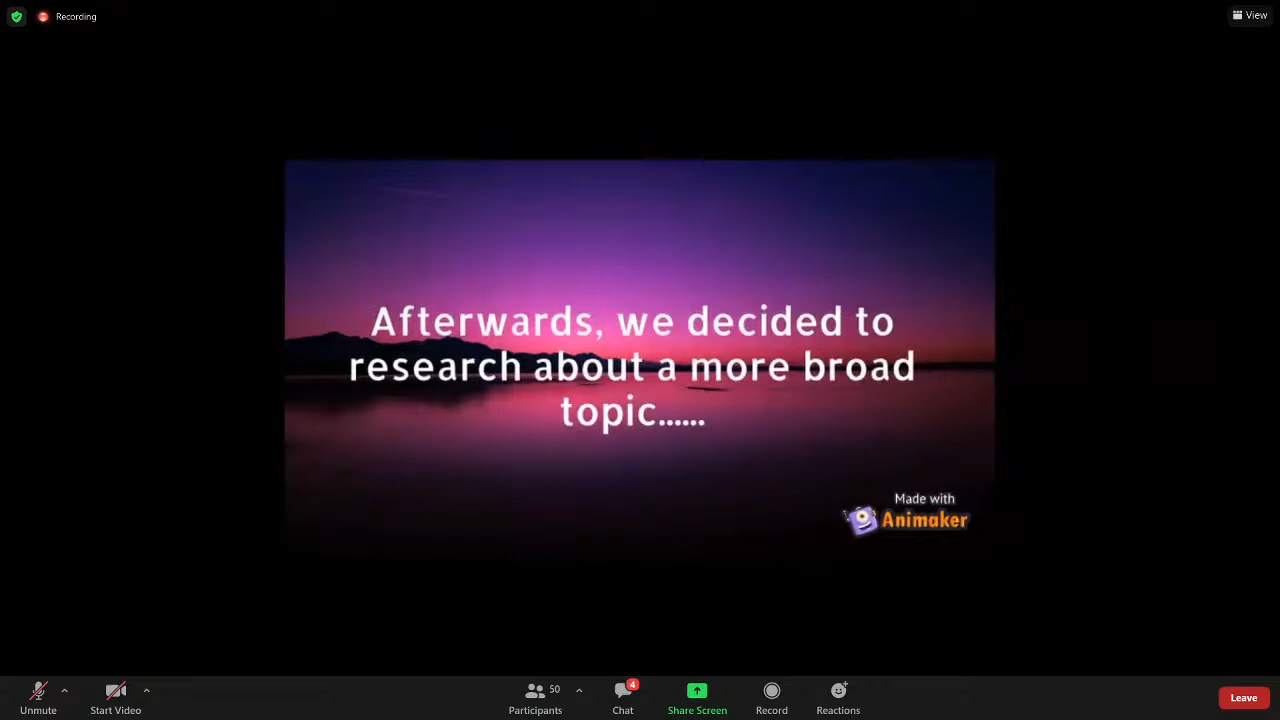 Recording
View
Afterwards, we decided to
research about a more broad
topic......
Made with
Animaker
50
4
Unmute
Start Video
Participants
Chat
Share Screen
Record
Reactions
Leave